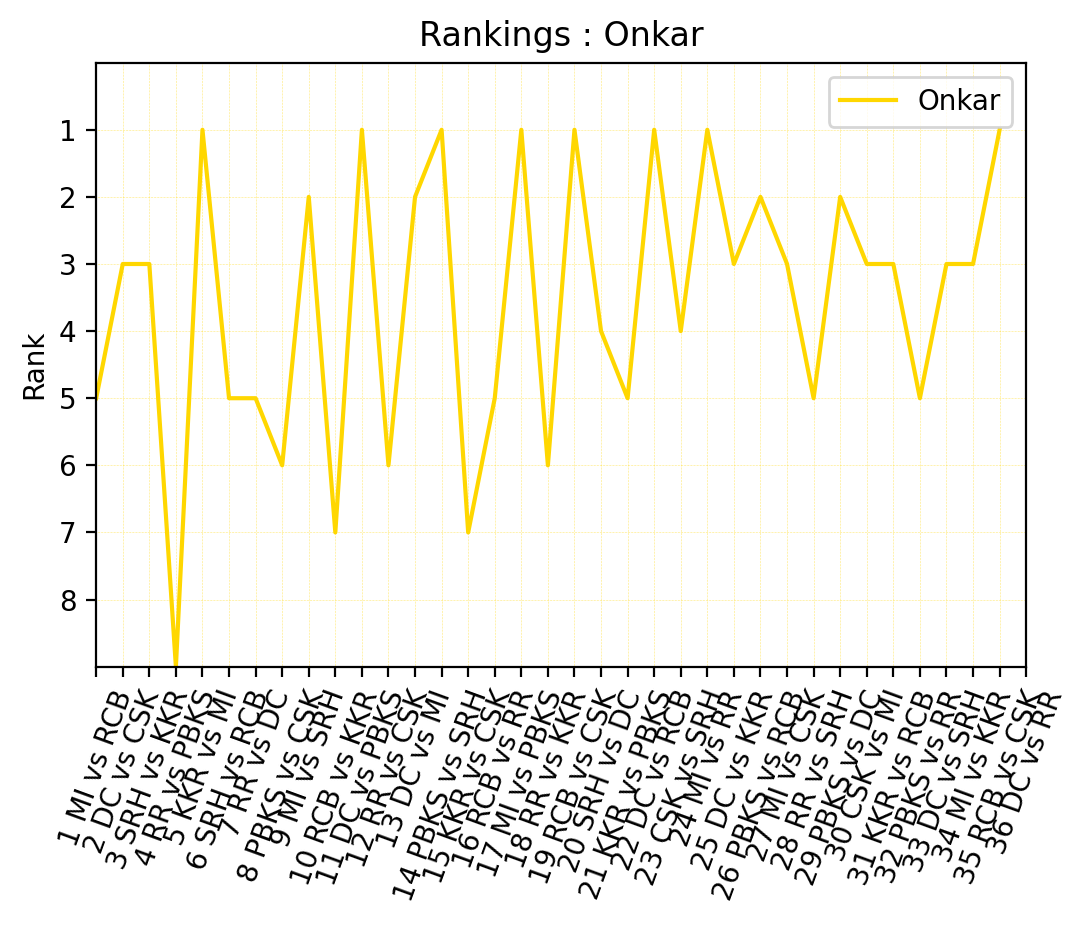 Rankings : Onkar
Onkar
Rank
1
2
3
4
5
6
7
8
1 MI vs RCB
2 DC vs CSK
3 SRH vs KKR
4 RR vs PBKS
5 KKR vs MI
6 SRH vs RCB
7 RR vs DC
8 PBKS vs CSK
9 MI vs SRH
10 RCB vs KKR
11 DC vs PBKS
12 RR vs CSK
13 DC vs MI
14 PBKS vs SRH
15 KKR vs CSK
16 RCB vs RR
17 MI vs PBKS
18 RR vs KKR
19 RCB vs CSK
20 SRH vs DC
21 KKR vs PBKS
22 DC vs RCB
23 CSK vs SRH
24 MI vs RR
25 DC vs KKR
26 PBKS vs RCB
27 MI vs CSK
28 RR vs SRH
29 PBKS vs DC
30 CSK vs MI
31 KKR vs RCB
32 PBKS vs RR
33 DC vs SRH
34 MI vs KKR
35 RCB vs CSK
36 DC vs RR